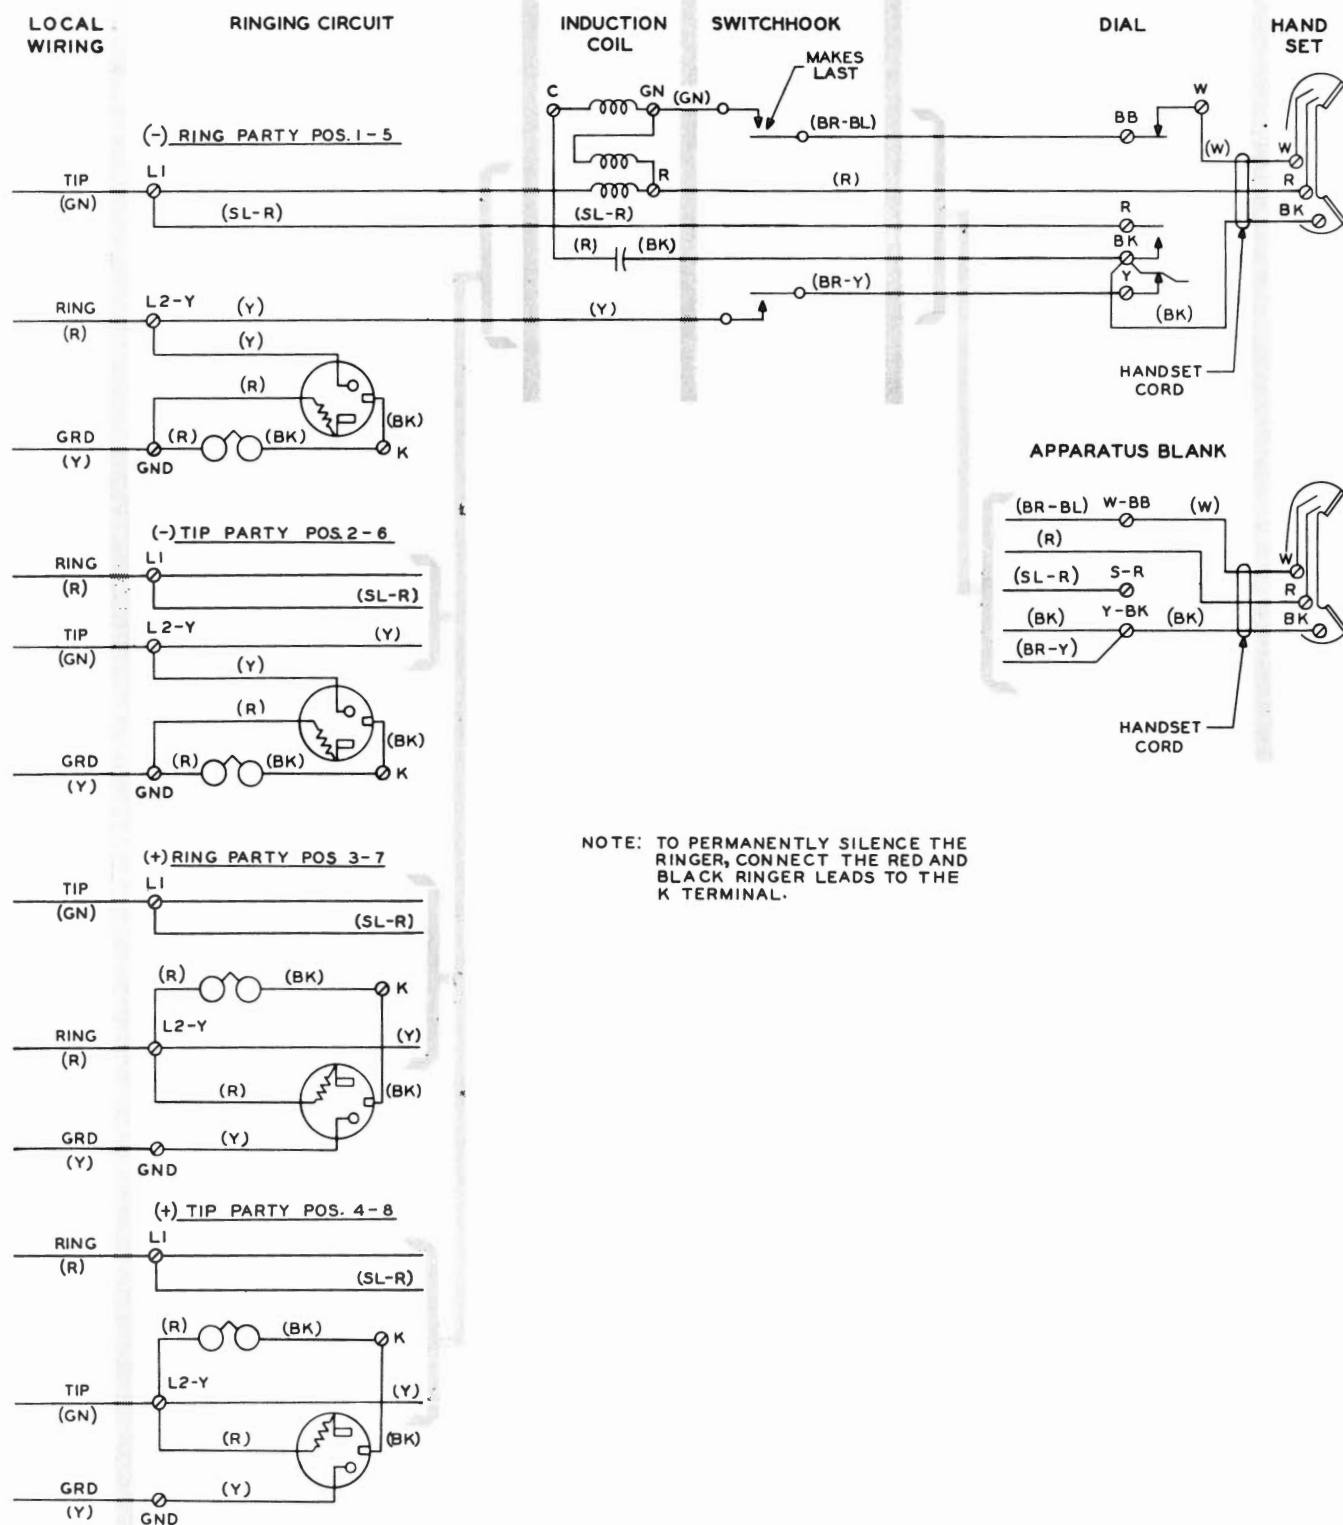 LOCAL
WIRING
RINGING CIRCUIT
INDUCTION
COIL
SWITCHHOOK
DIAL
HAND
SET
MAKES
LAST
C
GN
(GN)
(BR-BL)
BB
W
(W)
W
(-) RING PARTY POS. 1-5
TIP
(GN)
L1
R
(R)
R
(SL-R)
(SL-R)
R
BK
(R)
(BK)
BK
(BR-Y)
Y
(BK)
RING
(R)
L2-Y
(Y)
(Y)
(Y)
(R)
(BK)
HANDSET
CORD
GRD
(Y)
(R)
(BK)
K
GND
APPARATUS BLANK
(BR-BL)
W-BB
(W)
(R)
W
(SL-R)
S-R
R
(BK)
Y-BK
(BK)
BK
(BR-Y)
HANDSET
CORD
(-) TIP PARTY POS. 2-6
RING
(R)
L1
(SL-R)
TIP
(GN)
L2-Y
(Y)
(Y)
(R)
(BK)
GRD
(Y)
(R)
(BK)
K
GND
NOTE: TO PERMANENTLY SILENCE THE
RINGER, CONNECT THE RED AND
BLACK RINGER LEADS TO THE
K TERMINAL.
(+) RING PARTY POS 3-7
TIP
(GN)
L1
(SL-R)
(R)
(BK)
K
RING
(R)
L2-Y
(Y)
(R)
(BK)
GRD
(Y)
(Y)
GND
(+) TIP PARTY POS. 4-8
RING
(R)
L1
(SL-R)
(R)
(BK)
K
TIP
(GN)
L2-Y
(Y)
(R)
(BK)
GRD
(Y)
(Y)
GND